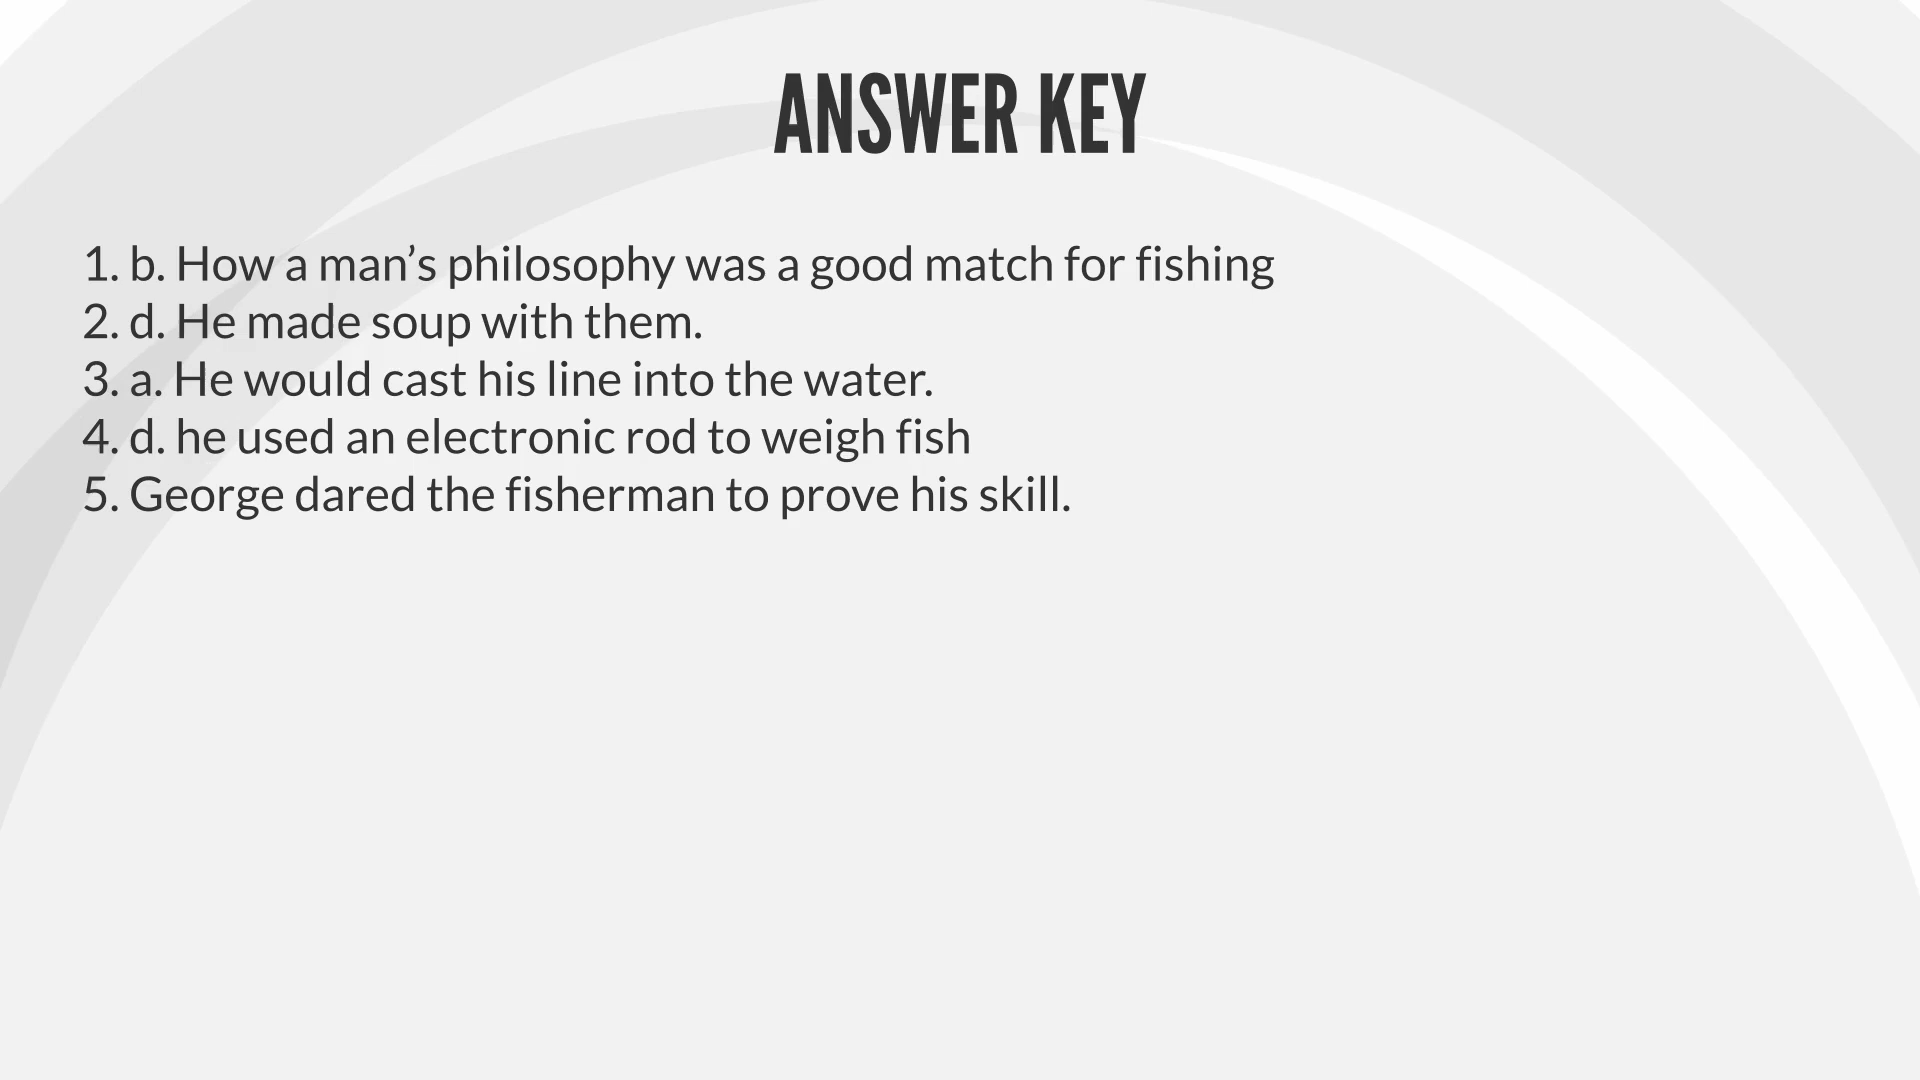 ANSWER KEY
1. b. How a man’s philosophy was a good match for fishing
2. d. He made soup with them.
3. a. He would cast his line into the water.
4. d. he used an electronic rod to weigh fish
5. George dared the fisherman to prove his skill.